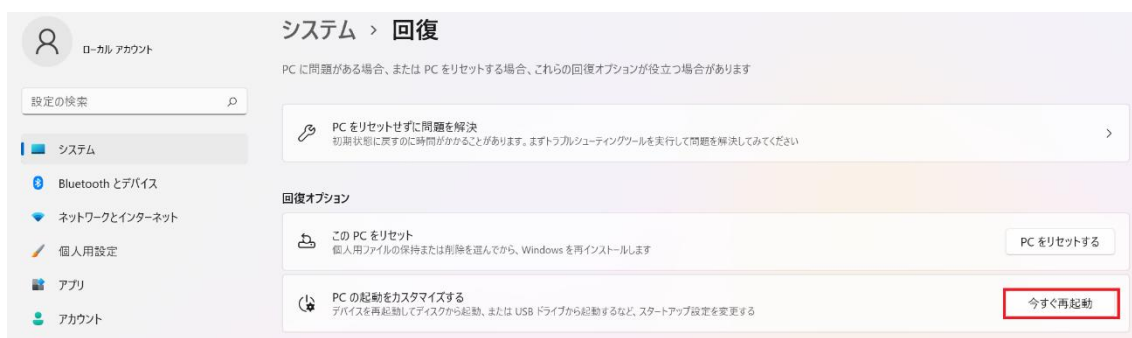 ローカル アカウント
設定の検索
システム
Bluetooth とデバイス
ネットワークとインターネット
個人用設定
アプリ
アカウント
システム › 回復
PC に問題がある場合、または PC をリセットする場合、これらの回復オプションが役立つ場合があります
PC をリセットせずに問題を解決
初期状態に戻すのに時間がかかることがあります。まずトラブルシューティングツールを実行して問題を解決してみてください
回復オプション
この PC をリセット
個人用ファイルの保持または削除を選んでから、Windows を再インストールします
PC をリセットする
PC の起動をカスタマイズする
デバイスを再起動してディスクから起動、または USB ドライブから起動するなど、スタートアップ設定を変更する
今すぐ再起動